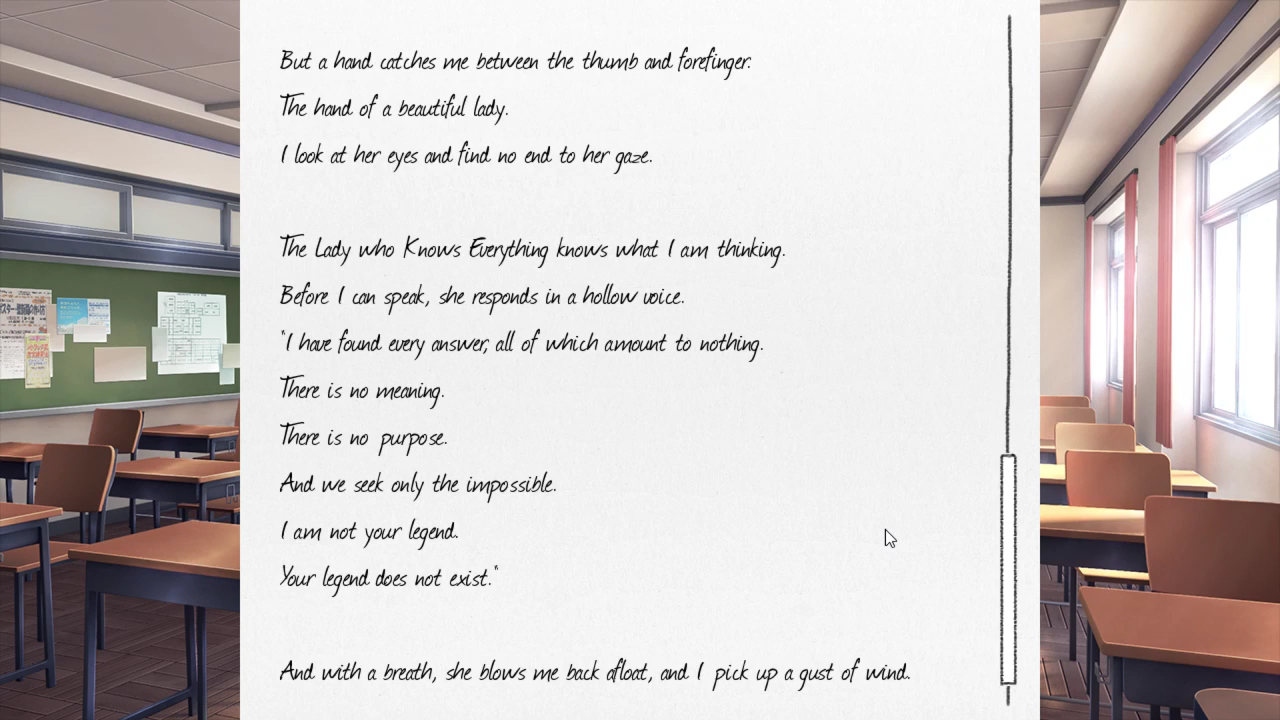 But a hand catches me between the thumb and forefinger.
The hand of a beautiful lady.
I look at her eyes and find no end to her gaze.
The Lady who Knows Everything knows what I am thinking.
Before I can speak, she responds in a hollow voice.
"I have found every answer, all of which amount to nothing.
There is no meaning.
There is no purpose.
And we seek only the impossible.
I am not your legend.
Your legend does not exist."
And with a breath, she blows me back afloat, and I pick up a gust of wind.